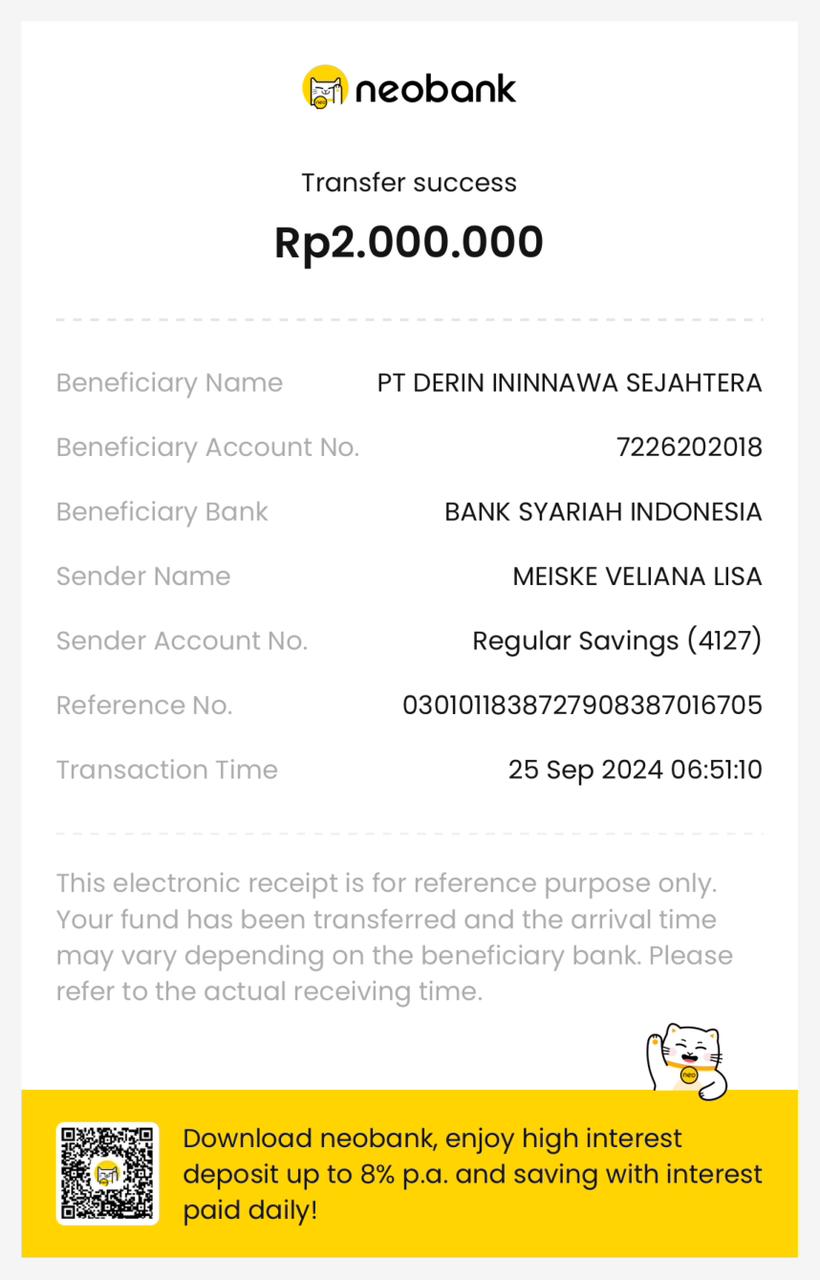 neobank
Transfer success
Rp2.000.000
Beneficiary Name PT DERIN ININNAWA SEJAHTERA
Beneficiary Account No. 7226202018
Beneficiary Bank BANK SYARIAH INDONESIA
Sender Name MEISKE VELIANA LISA
Sender Account No. Regular Savings (4127)
Reference No. 0301011838727908387016705
Transaction Time 25 Sep 2024 06:51:10
This electronic receipt is for reference purpose only.
Your fund has been transferred and the arrival time
may vary depending on the beneficiary bank. Please
refer to the actual receiving time.
neo
Download neobank, enjoy high interest
deposit up to 8% p.a. and saving with interest
paid daily!